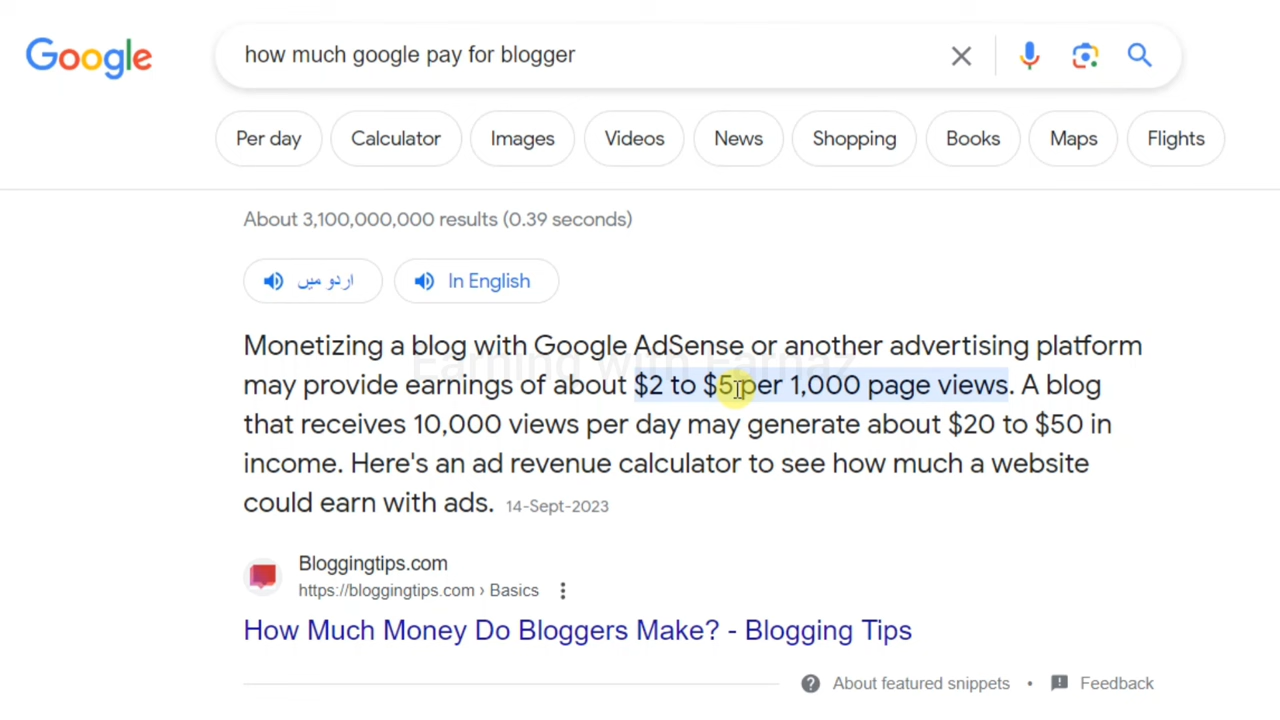 Google
how much google pay for blogger
Per day
Calculator
Images
Videos
News
Shopping
Books
Maps
Flights
About 3,100,000,000 results (0.39 seconds)
اردو میں
In English
Earning with Earnaz
Monetizing a blog with Google AdSense or another advertising platform
may provide earnings of about $2 to $5 per 1,000 page views. A blog
that receives 10,000 views per day may generate about $20 to $50 in
income. Here's an ad revenue calculator to see how much a website
could earn with ads. 14-Sept-2023
Bloggingtips.com
https://bloggingtips.com › Basics
How Much Money Do Bloggers Make? - Blogging Tips
About featured snippets • Feedback